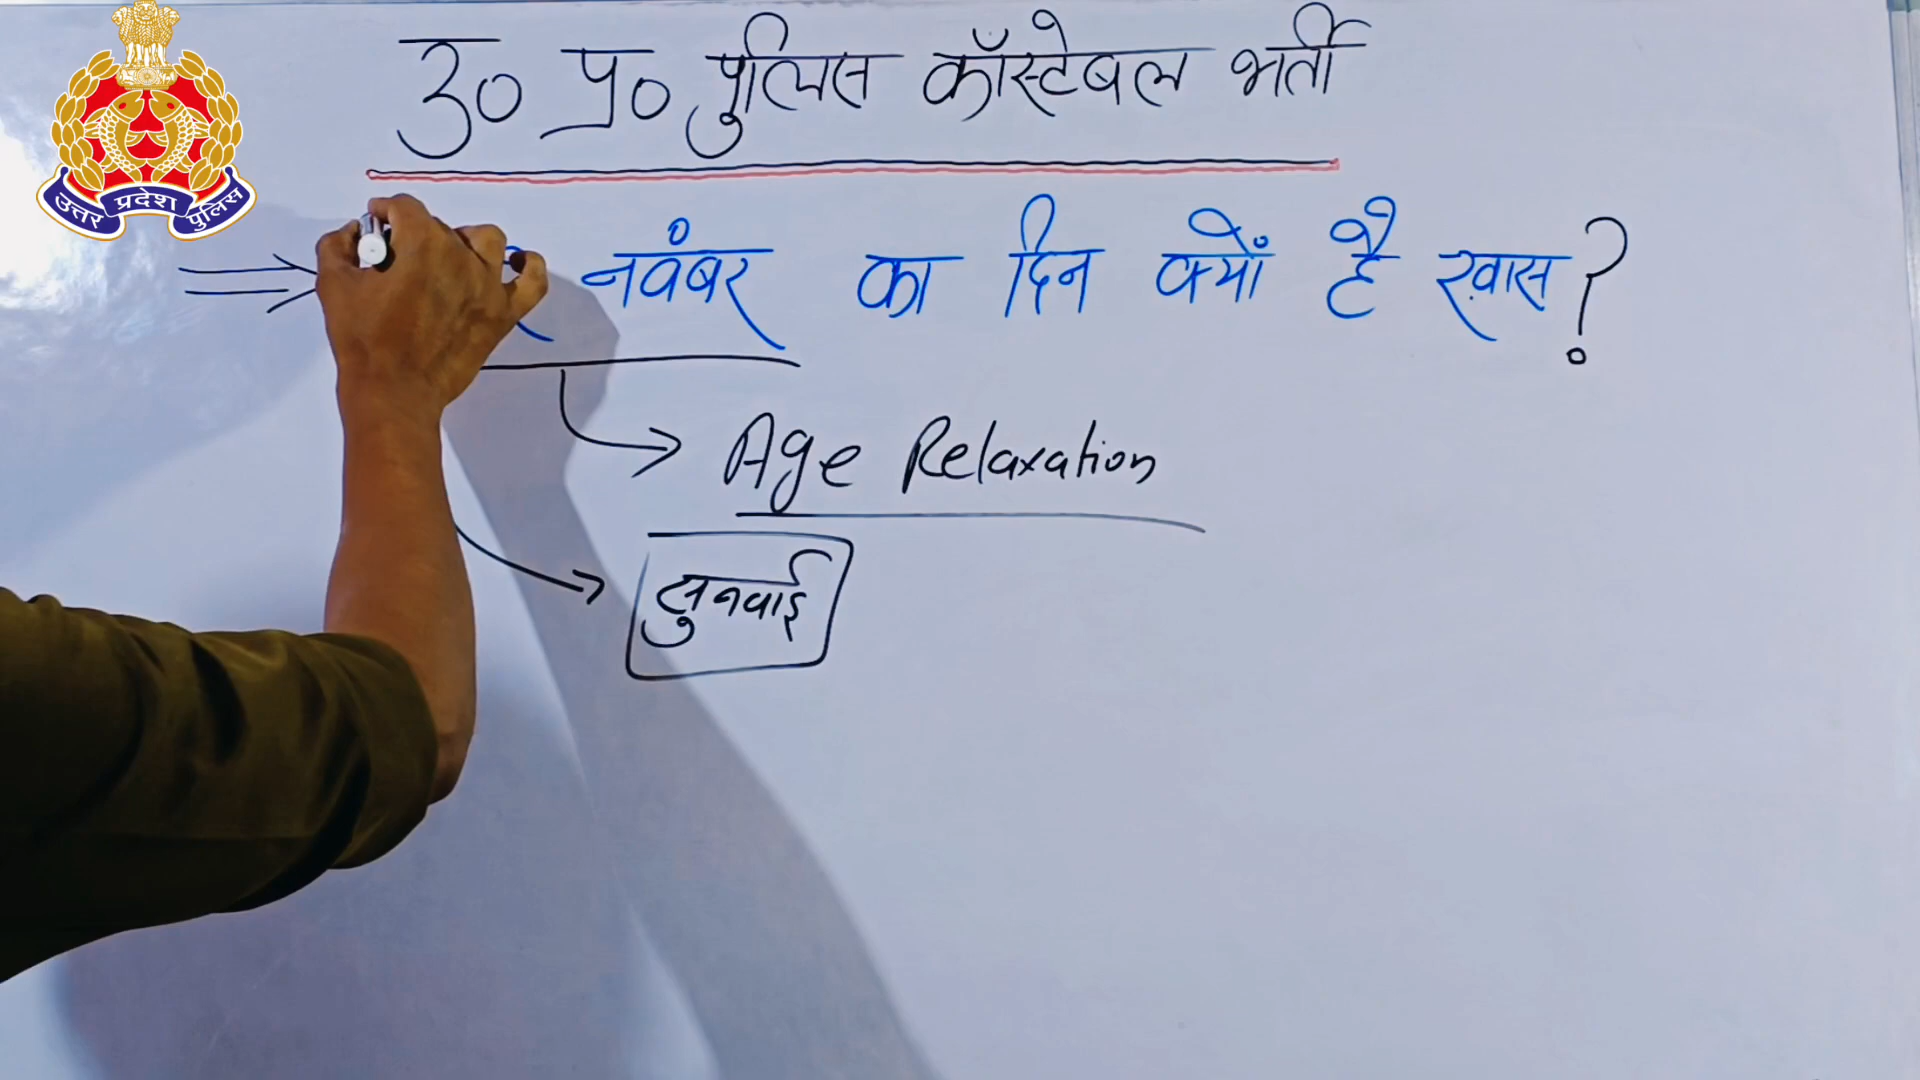 उत्तर प्रदेश पुलिस
उ० प्र० पुलिस कॉस्टेबल भर्ती
नवंबर का दिन क्यों है ख़ास?
Age Relaxation
सुनवाई